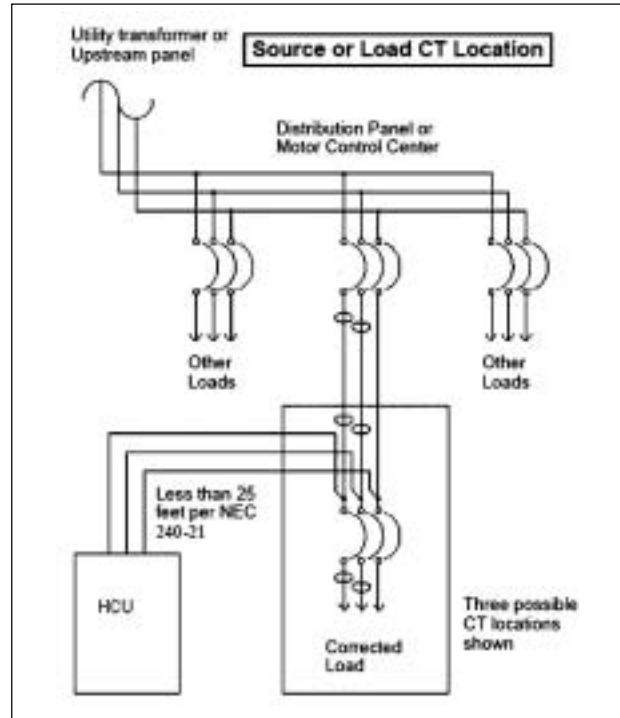 Utility transformer or
Upstream panel
Source or Load CT Location
Distribution Panel or
Motor Control Center
Other
Loads
Other
Loads
Less than 25
feet per NEC
240-21
HCU
Corrected
Load
Three possible
CT locations
shown